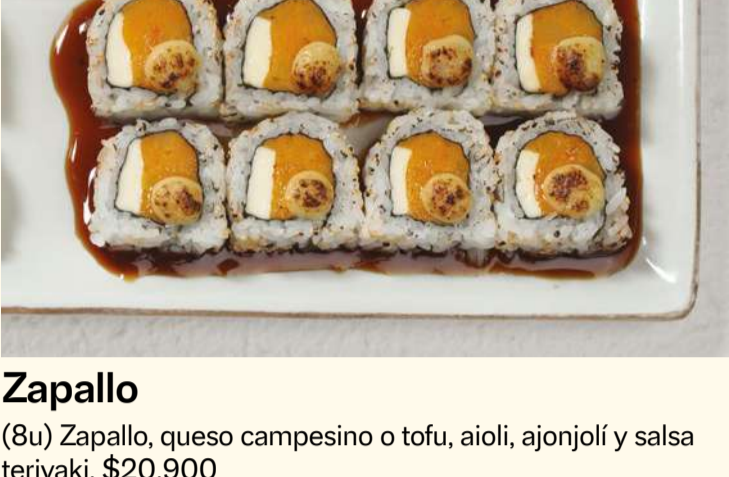 Zapallo
(8u) Zapallo, queso campesino o tofu, aioli, ajonjolí y salsa
teriyaki. $20.900